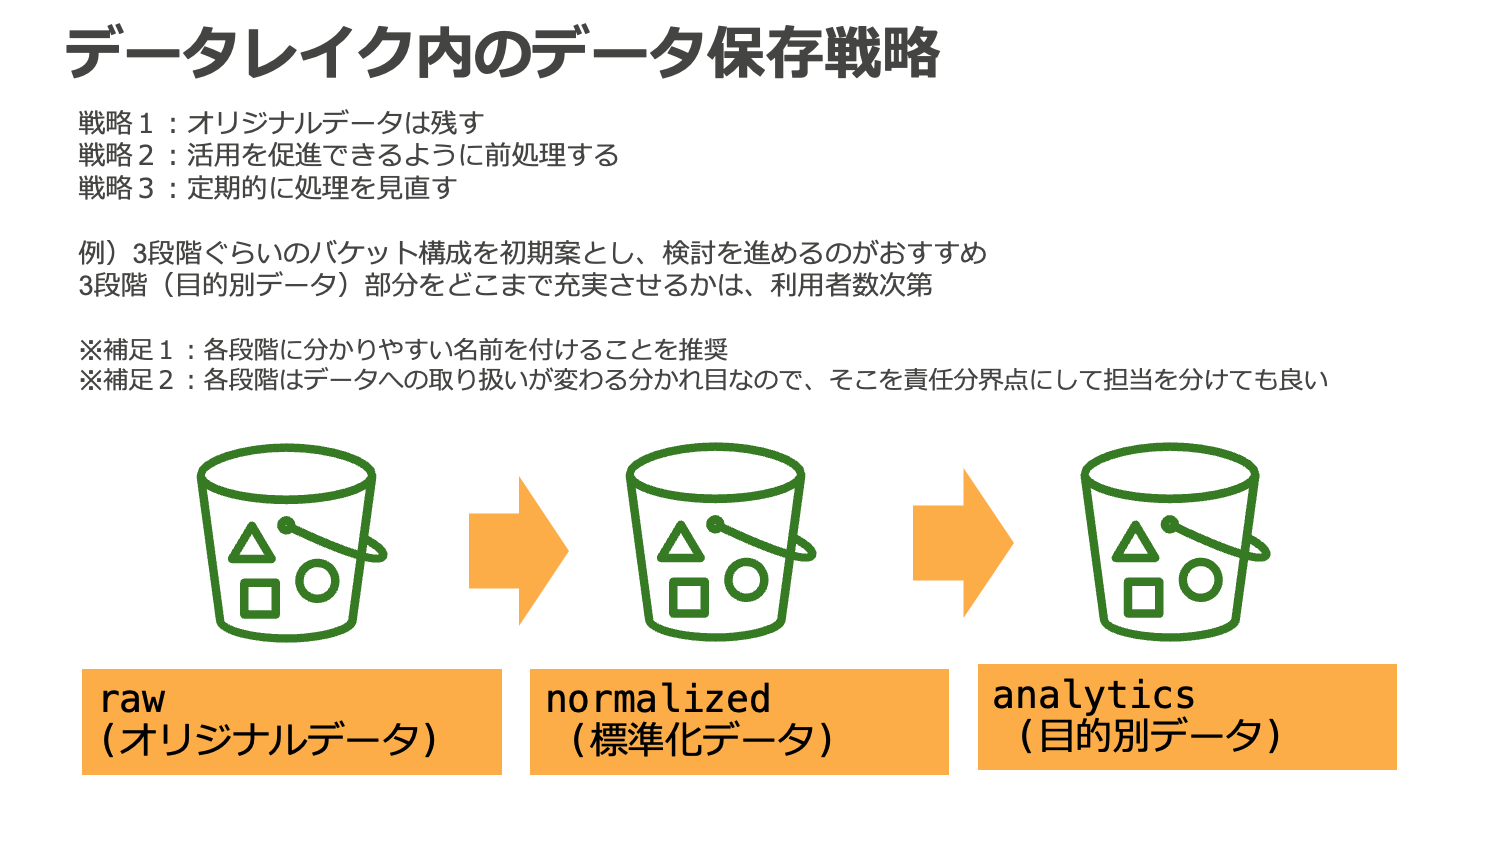 データレイク内のデータ保存戦略
戦略１：オリジナルデータは残す
戦略２：活用を促進できるように前処理する
戦略３：定期的に処理を見直す
例）3段階ぐらいのバケット構成を初期案とし、検討を進めるのがおすすめ
3段階（目的別データ）部分をどこまで充実させるかは、利用者数次第
※補足１：各段階に分かりやすい名前を付けることを推奨
※補足２：各段階はデータへの取り扱いが変わる分かれ目なので、そこを責任分界点にして担当を分けても良い
raw
（オリジナルデータ）
normalized
（標準化データ）
analytics
（目的別データ）